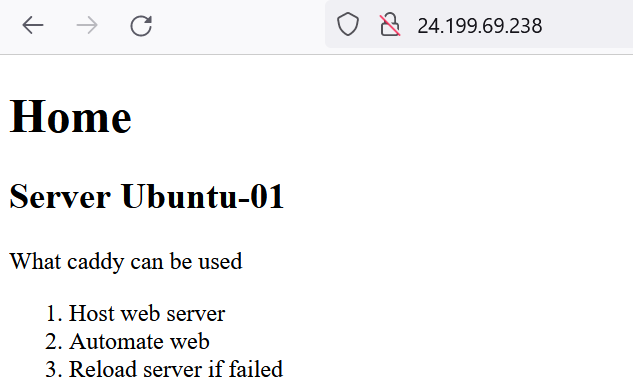 24.199.69.238
Home
Server Ubuntu-01
What caddy can be used
1. Host web server
2. Automate web
3. Reload server if failed